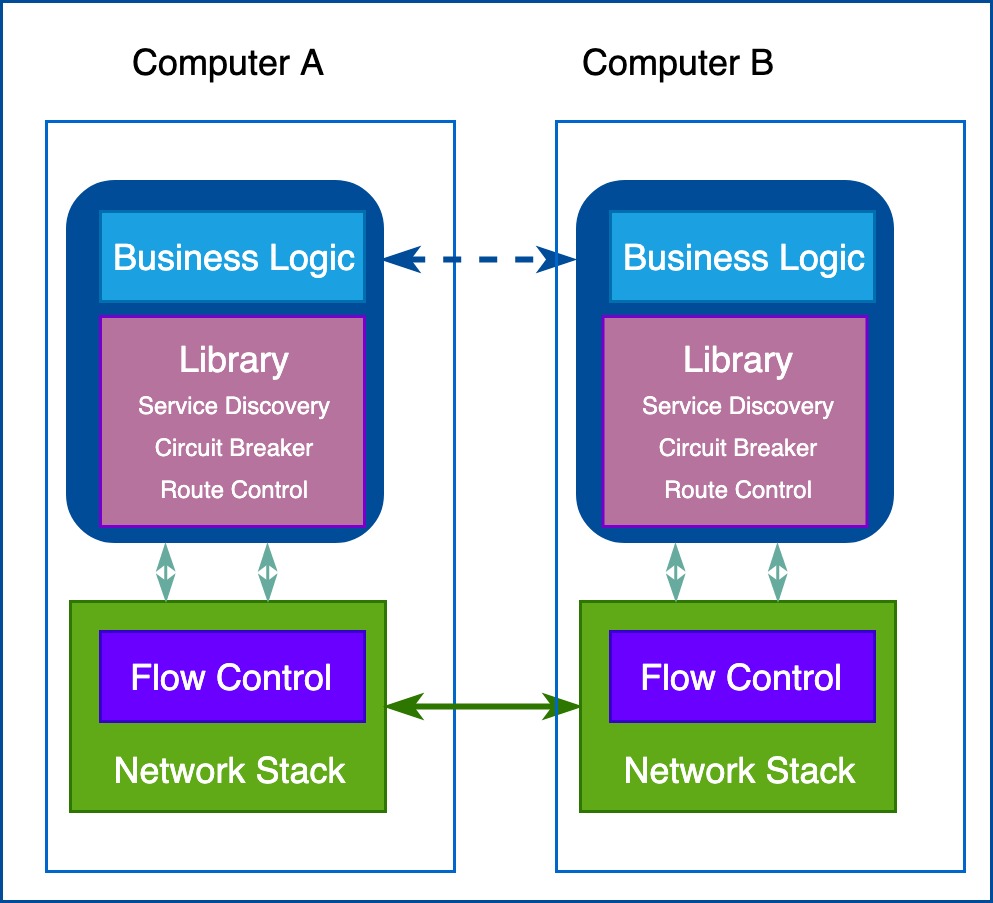 Computer A
Computer B
Business Logic
Library
Service Discovery
Circuit Breaker
Route Control
Flow Control
Network Stack
Business Logic
Library
Service Discovery
Circuit Breaker
Route Control
Flow Control
Network Stack